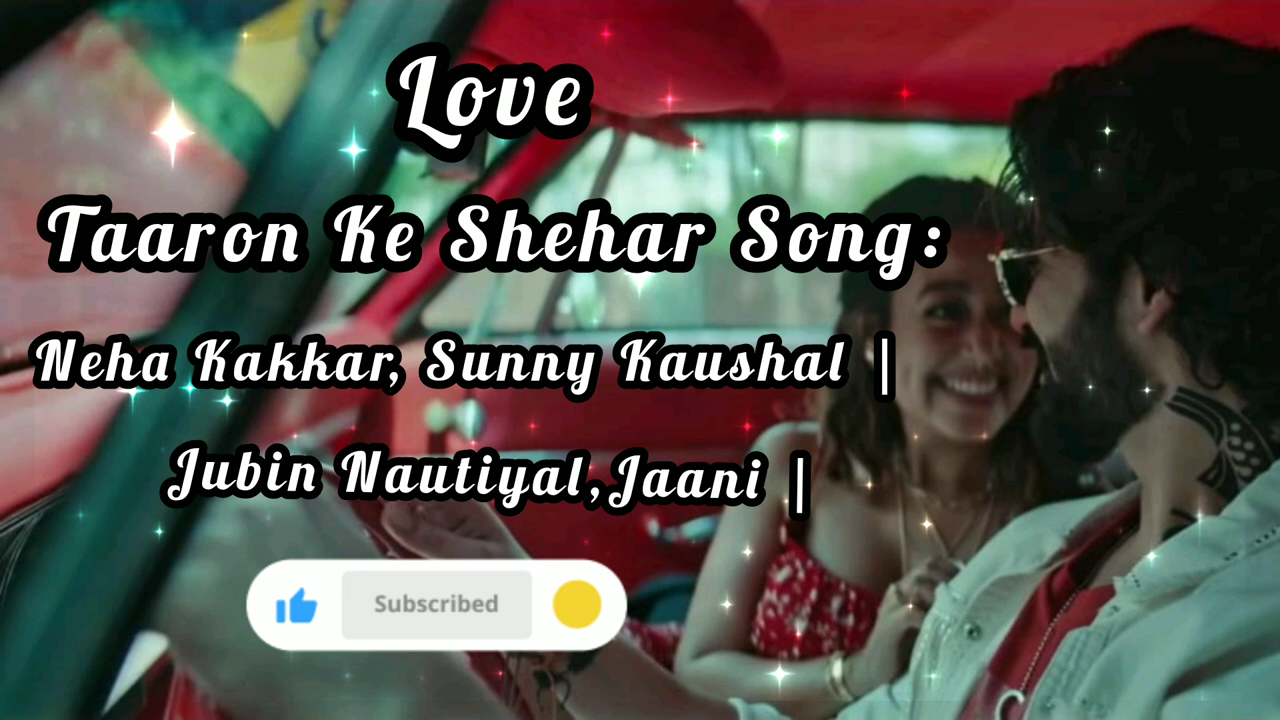 Love
Taaron Ke Shehar Song:
Neha Kakkar, Sunny Kaushal |
Jubin Nautiyal,Jaani |
Subscribed